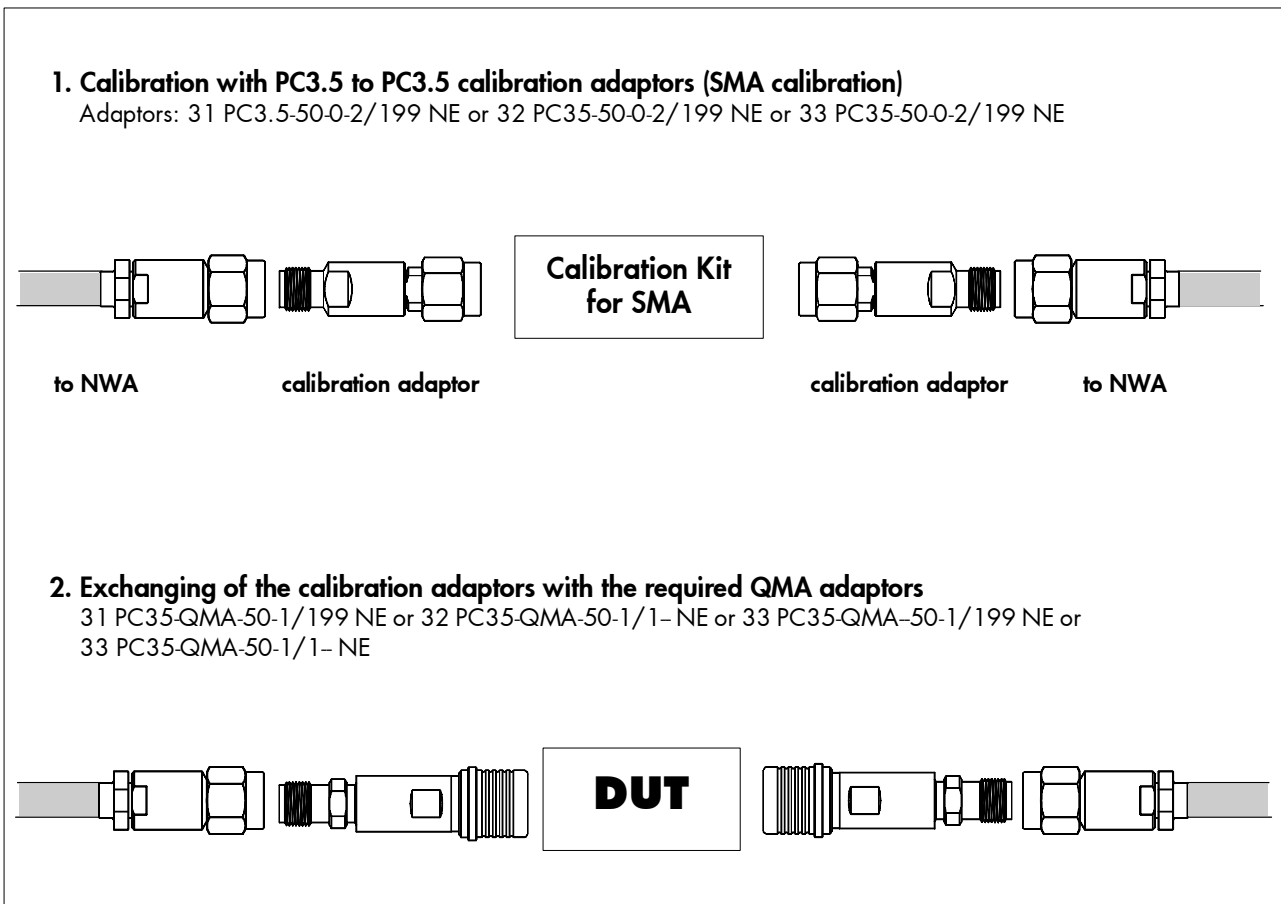 1. Calibration with PC3.5 to PC3.5 calibration adaptors (SMA calibration)
Adaptors: 31 PC3.5-50-0-2/199 NE or 32 PC35-50-0-2/199 NE or 33 PC35-50-0-2/199 NE
Calibration Kit
for SMA
to NWA
calibration adaptor
calibration adaptor
to NWA
2. Exchanging of the calibration adaptors with the required QMA adaptors
31 PC35-QMA-50-1/199 NE or 32 PC35-QMA-50-1/1– NE or 33 PC35-QMA–50-1/199 NE or
33 PC35-QMA-50-1/1– NE
DUT